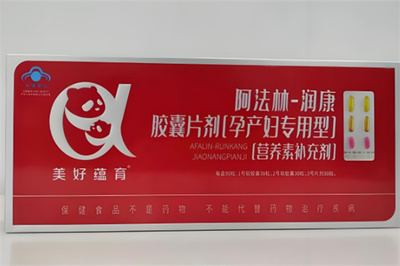 阿法林-润康
胶囊片剂[孕产妇专用型]
AFALIN-RUNKANG
JIAONANGPIANJI
[营养素补充剂]
美好蕴育
保健食品不是药物 不能代替药物治疗疾病